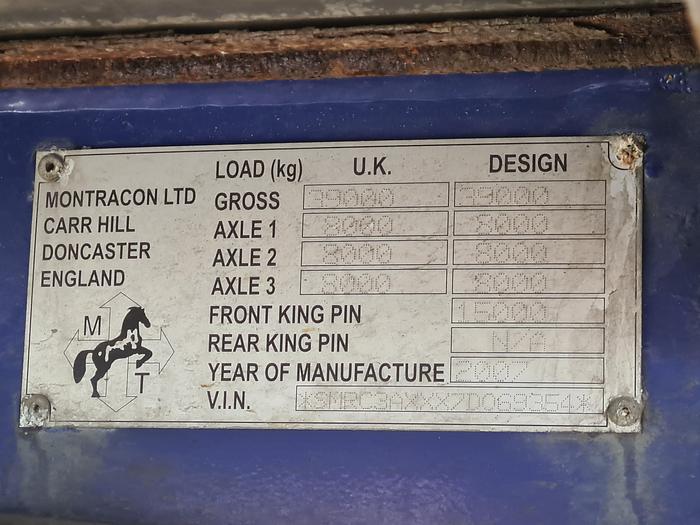 LOAD (kg) U.K. DESIGN
MONTRACON LTD
CARR HILL
DONCASTER
ENGLAND
GROSS 39000 39000
AXLE 1 8000 8000
AXLE 2 8000 8000
AXLE 3 8000 8000
FRONT KING PIN 15000
REAR KING PIN N/A
YEAR OF MANUFACTURE 2007
V.I.N.
M
T